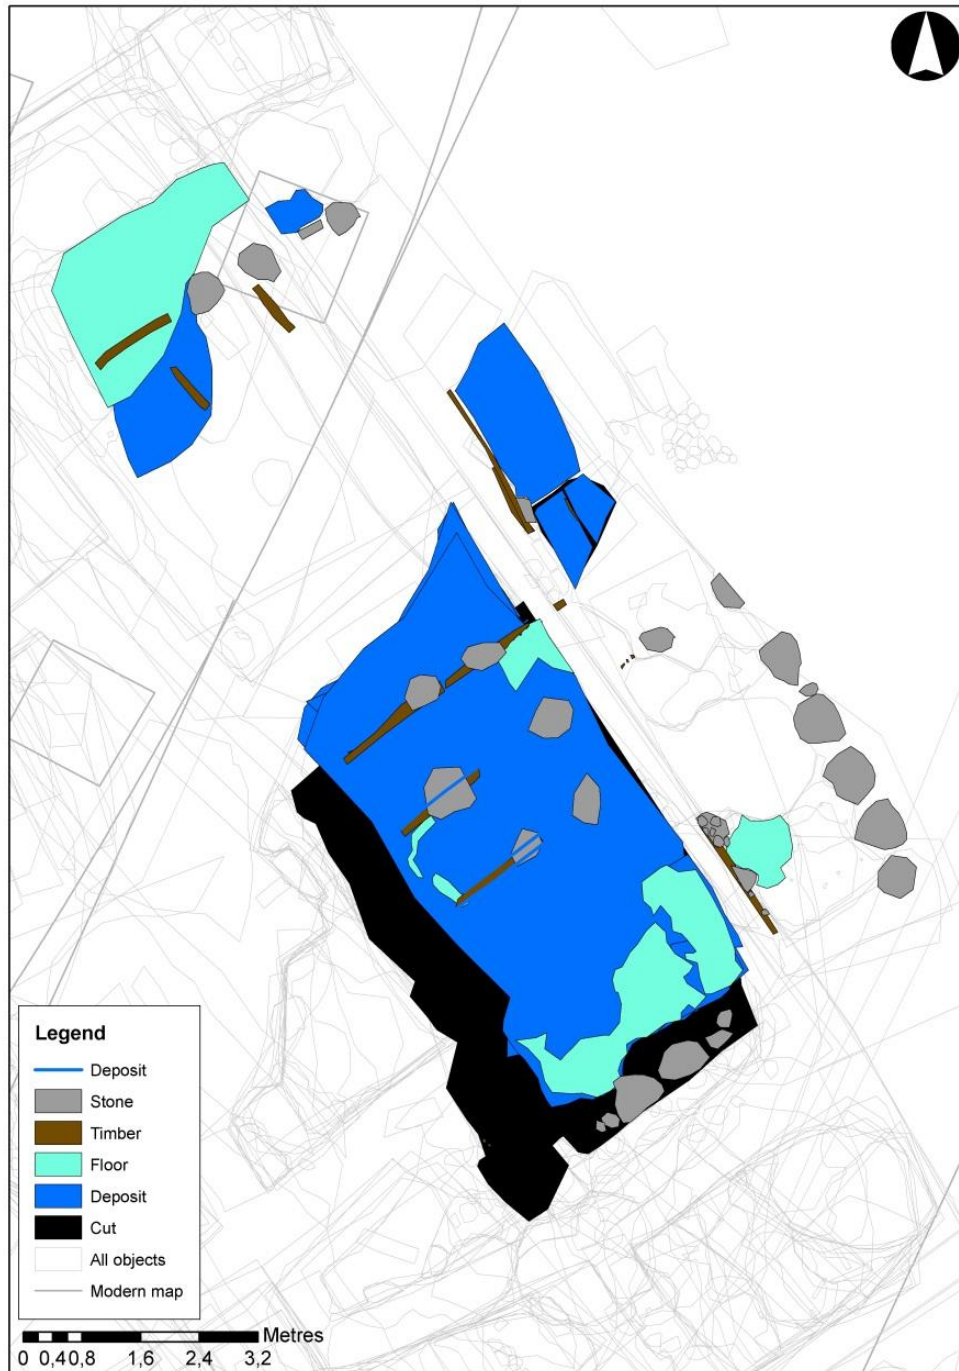 Legend
Deposit
Stone
Timber
Floor
Deposit
Cut
All objects
Modern map
Metres
0 0,40,8 1,6 2,4 3,2